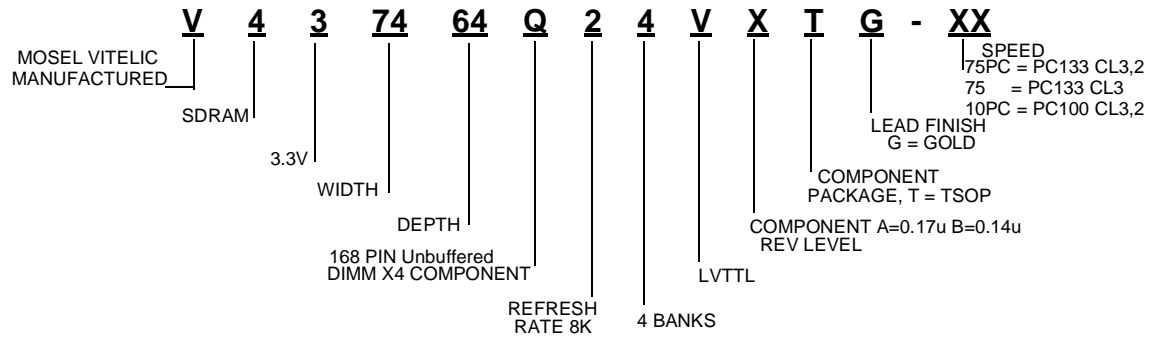 V 4 3 74 64 Q 2 4 V X T G - XX
MOSEL VITELIC
MANUFACTURED
SDRAM
3.3V
WIDTH
DEPTH
168 PIN Unbuffered
DIMM X4 COMPONENT
REFRESH
RATE 8K
4 BANKS
LVTTL
COMPONENT A=0.17u B=0.14u
REV LEVEL
COMPONENT
PACKAGE, T = TSOP
LEAD FINISH
G = GOLD
SPEED
75PC = PC133 CL3,2
75 = PC133 CL3
10PC = PC100 CL3,2